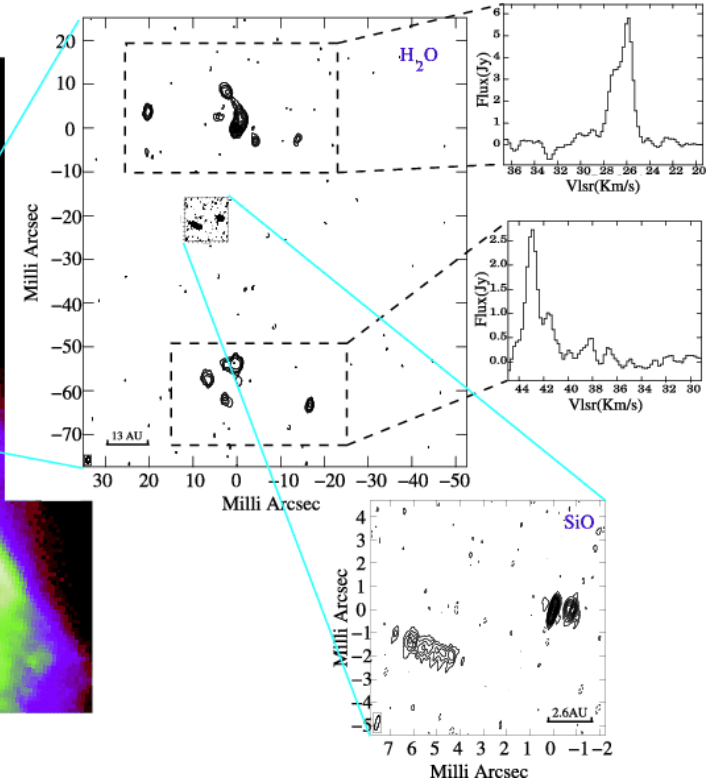 H2O
20
10
0
−10
−20
−30
−40
−50
−60
−70
Milli Arcsec
13 AU
30 20 10 0 −10 −20 −30 −40 −50
Milli Arcsec
6
5
4
3
2
1
0
Flux(Jy)
36 34 32 30 28 26 24 22 20
Vlsr(Km/s)
2.5
2.0
1.5
1.0
0.5
0.0
Flux(Jy)
44 42 40 38 36 34 32 30
Vlsr(Km/s)
SiO
4
3
2
1
0
−1
−2
−3
−4
−5
Milli Arcsec
2.6AU
7 6 5 4 3 2 1 0 −1 −2
Milli Arcsec